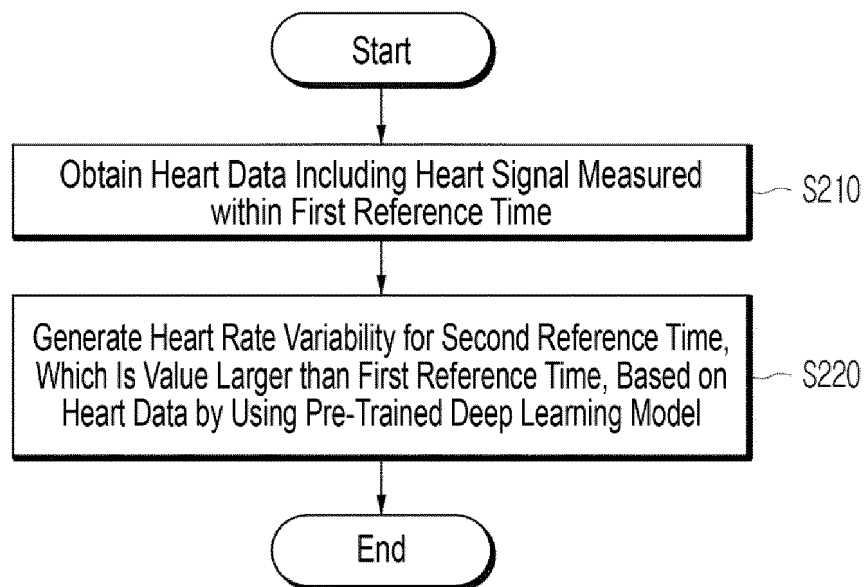 Start
Obtain Heart Data Including Heart Signal Measured
within First Reference Time
S210
Generate Heart Rate Variability for Second Reference Time,
Which Is Value Larger than First Reference Time, Based on
Heart Data by Using Pre-Trained Deep Learning Model
S220
End